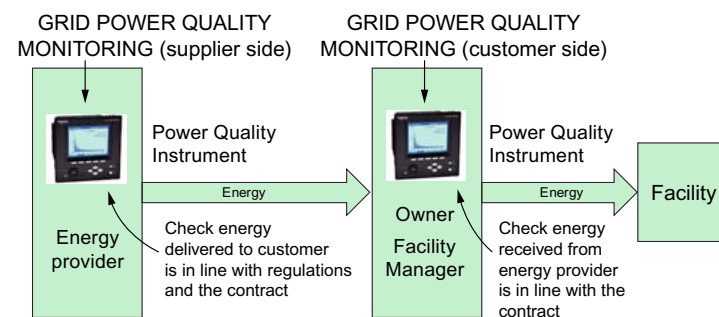 GRID POWER QUALITY
MONITORING (supplier side)
GRID POWER QUALITY
MONITORING (customer side)
Power Quality
Instrument
Energy
Energy
provider
Check energy
delivered to customer
is in line with regulations
and the contract
Owner
Facility
Manager
Power Quality
Instrument
Energy
Check energy
received from
energy provider
is in line with the
contract
Facility